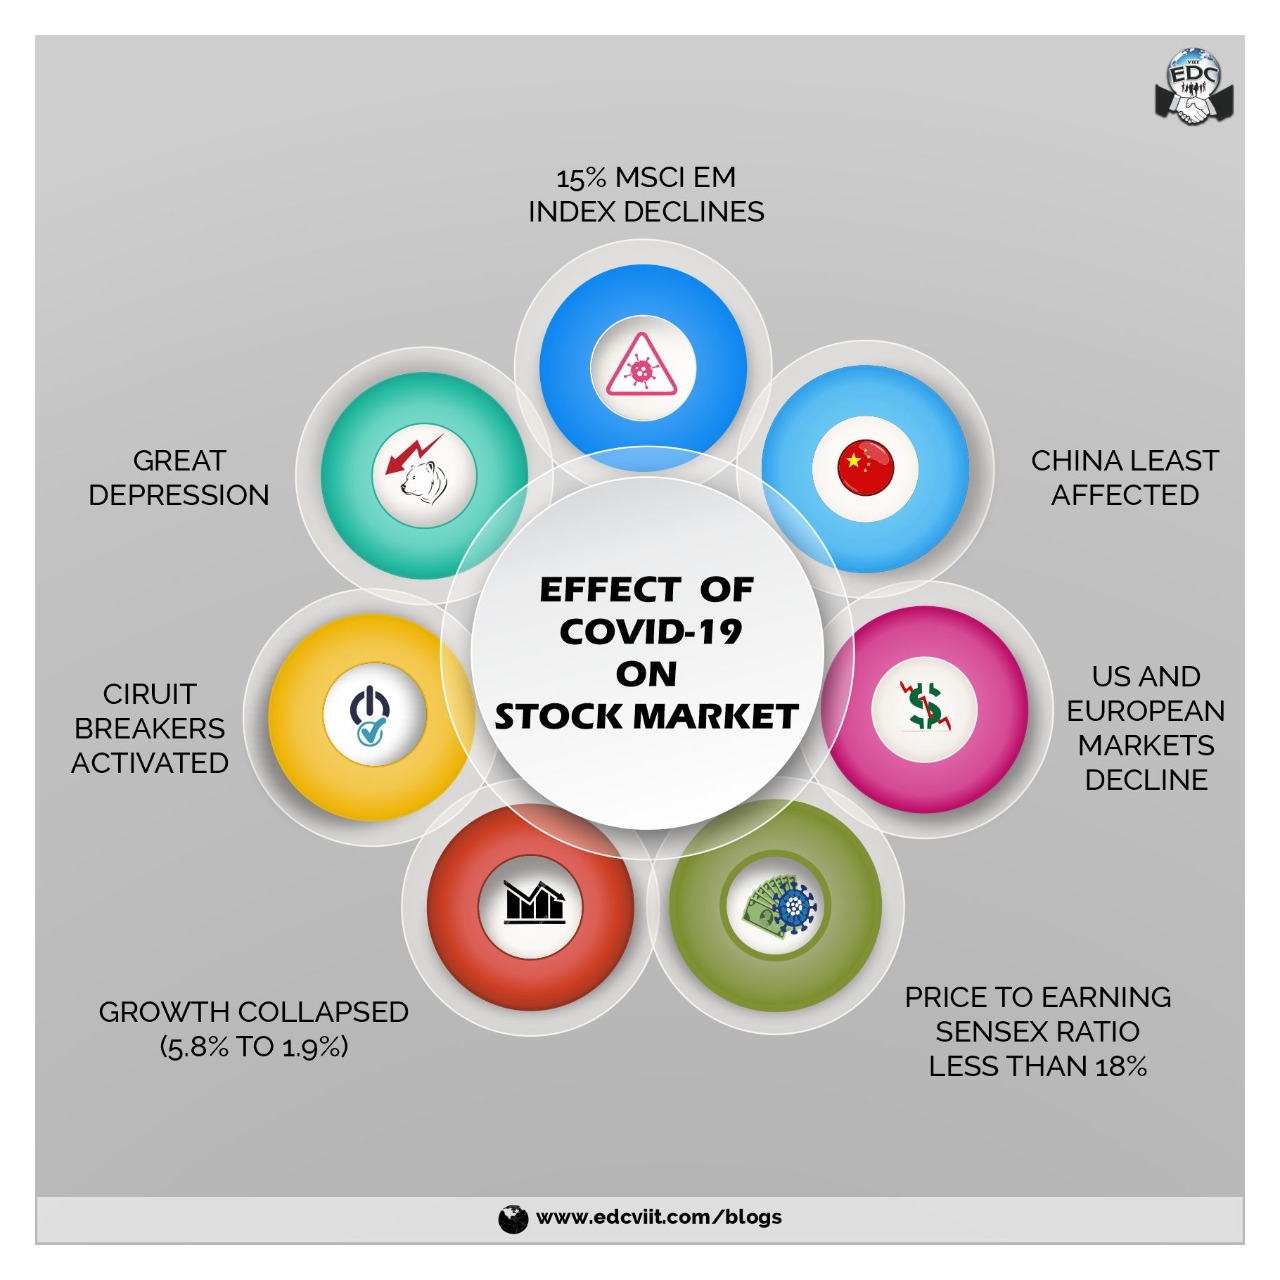 VIIT
EDC
15% MSCI EM
INDEX DECLINES
GREAT
DEPRESSION
CHINA LEAST
AFFECTED
EFFECT OF
COVID-19
ON
STOCK MARKET
CIRUIT
BREAKERS
ACTIVATED
US AND
EUROPEAN
MARKETS
DECLINE
GROWTH COLLAPSED
(5.8% TO 1.9%)
PRICE TO EARNING
SENSEX RATIO
LESS THAN 18%
www.edcviit.com/blogs